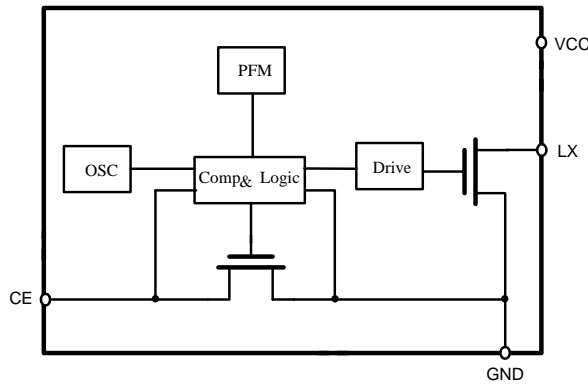 VCC
PFM
LX
OSC
Comp& Logic
Drive
CE
GND